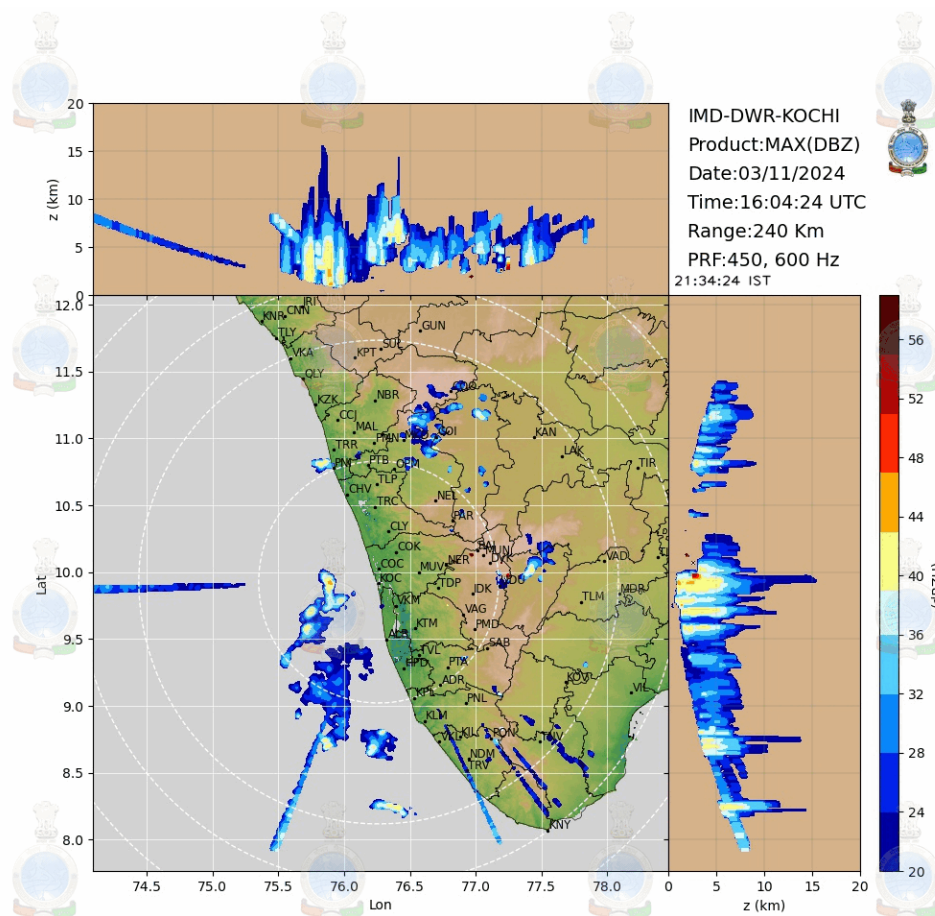 IMD-DWR-KOCHI
Product:MAX(DBZ)
Date:03/11/2024
Time:16:04:24 UTC
Range:240 Km
PRF:450, 600 Hz
21:34:24 IST
20
15
10
5
0
z (km)
12.0
11.5
11.0
10.5
10.0
9.5
9.0
8.5
8.0
Lat
IRI
CNN
KNR
TLY
GUN
SUL
VKA
KPT
QLY
NBR
KZK
CCJ
MAL
KAN
COI
TRR
LAK
PTB
TIR
TLP
CHV
NEL
TRC
PAR
CLY
COK
MUN
DVK
VAD
COC
NER
MUV
KOC
TDP
IDK
MDR
TLM
VKM
VAG
KTM
PMD
SAB
TVL
PTA
KOV
ADR
PNL
VIL
KLM
PON
NDM
TRV
KNY
74.5 75.0 75.5 76.0 76.5 77.0 77.5 78.0
Lon
0 5 10 15 20
z (km)
56
52
48
44
40
36
32
28
24
20